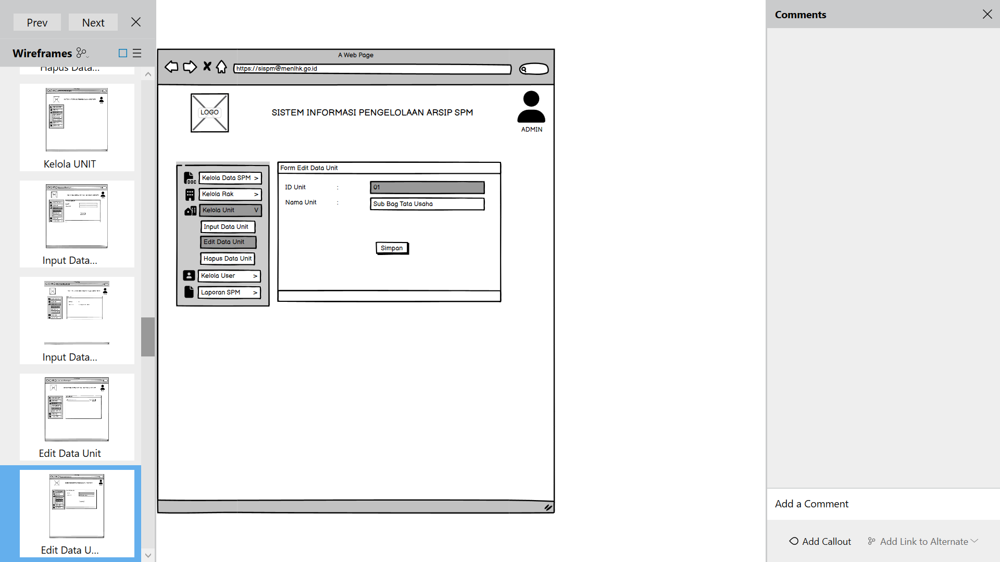 Prev Next
Wireframes
Hapus Data...
Kelola UNIT
Input Data...
Input Data...
Edit Data Unit
Edit Data U...
A Web Page
https://sispm@menlhk.go.id
LOGO
SISTEM INFORMASI PENGELOLAAN ARSIP SPM
ADMIN
DOC
Kelola Data SPM >
Kelola Rak >
Kelola Unit V
Input Data Unit
Edit Data Unit
Hapus Data Unit
Kelola User >
Laporan SPM >
Form Edit Data Unit
ID Unit : 01
Nama Unit : Sub Bag Tata Usaha
Simpan
Comments
Add a Comment
Add Callout Add Link to Alternate